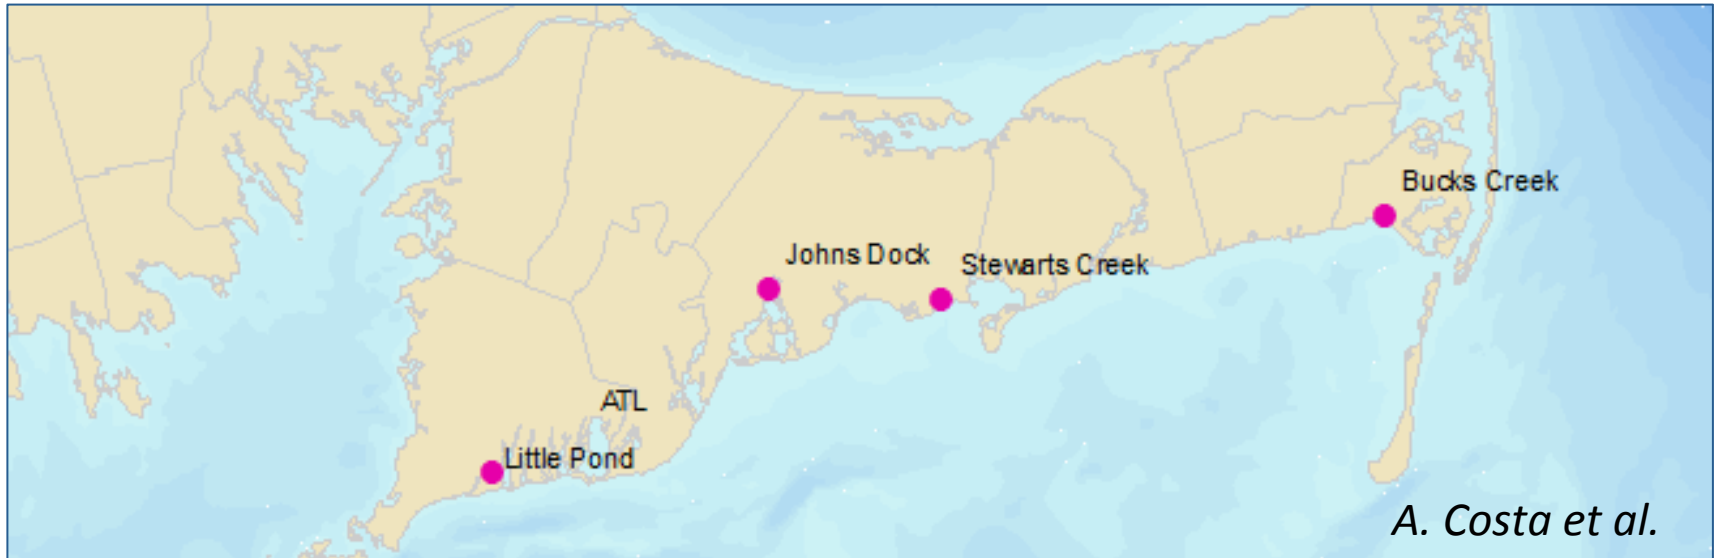 Bucks Creek
Johns Dock
Stewarts Creek
ATL
Little Pond
A. Costa et al.